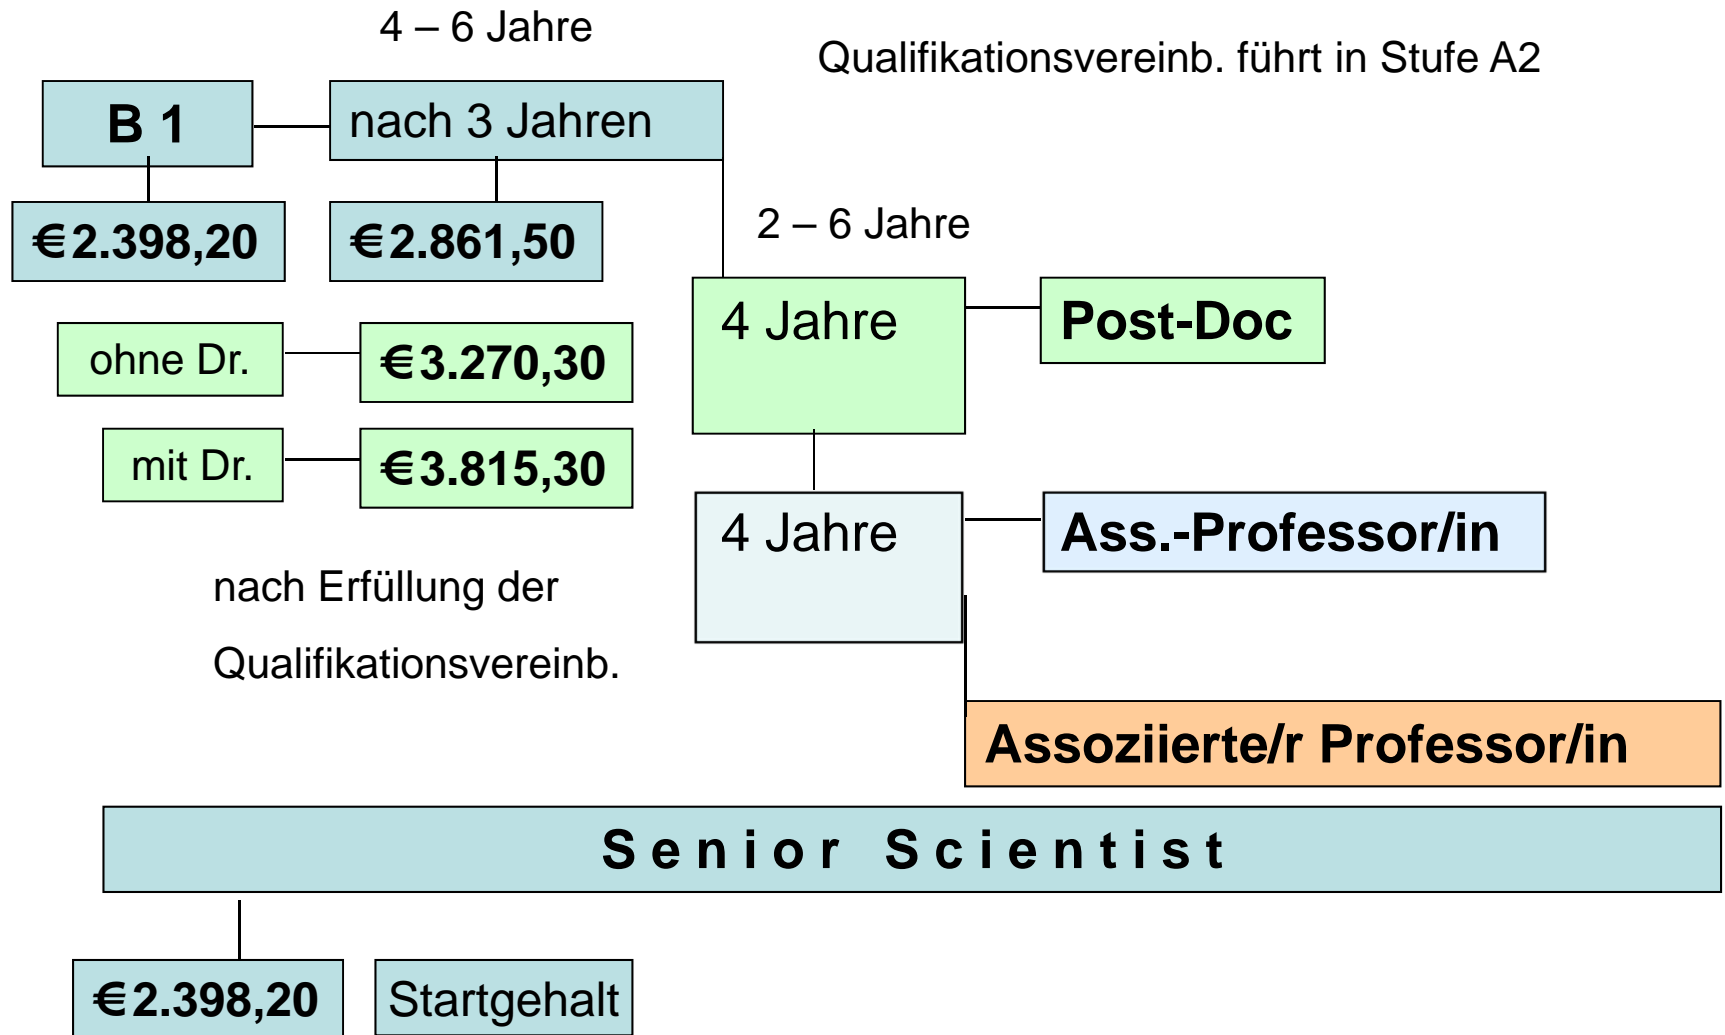 4 – 6 Jahre
Qualifikationsvereinb. führt in Stufe A2
B 1
nach 3 Jahren
€2.398,20
€2.861,50
2 – 6 Jahre
4 Jahre
Post-Doc
ohne Dr.
€3.270,30
mit Dr.
€3.815,30
4 Jahre
Ass.-Professor/in
nach Erfüllung der
Qualifikationsvereinb.
Assoziierte/r Professor/in
Senior Scientist
€2.398,20
Startgehalt